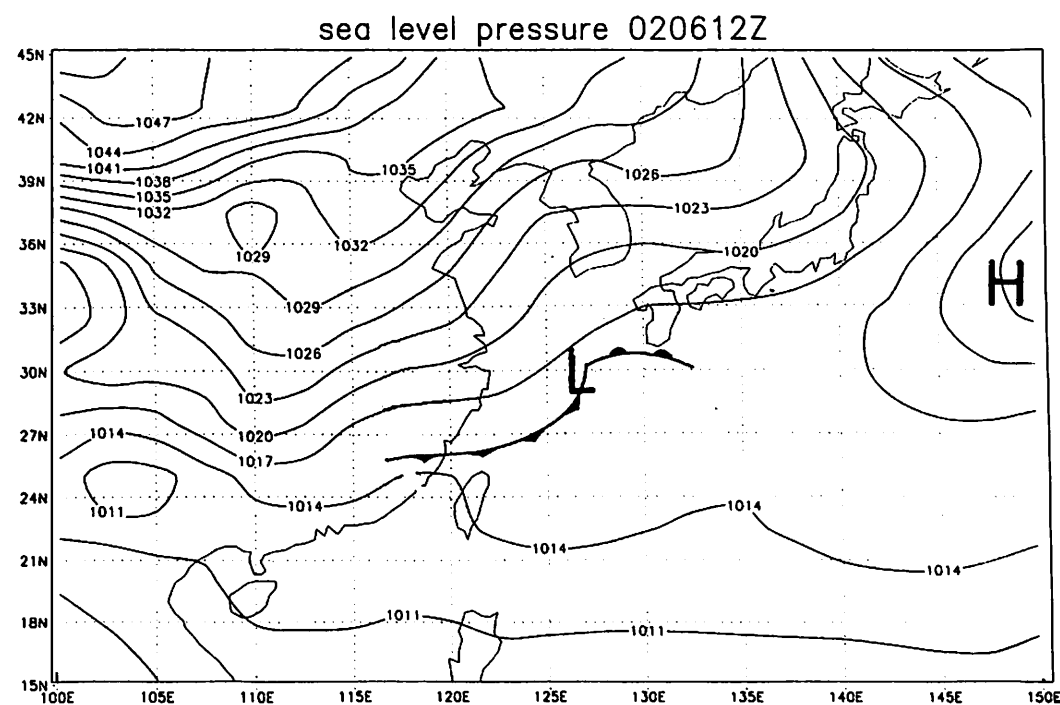 sea level pressure 020612Z
45N
42N
1047
1044
1041
1038
1035
1032
1035
1026
39N
1023
36N
1032
1029
1020
H
33N
1029
1026
L
30N
1023
27N
1020
1017
1014
24N
1011
1014
1014
1014
21N
1014
18N
1011
1011
15N
100E
105E
110E
115E
120E
125E
130E
135E
140E
145E
150E